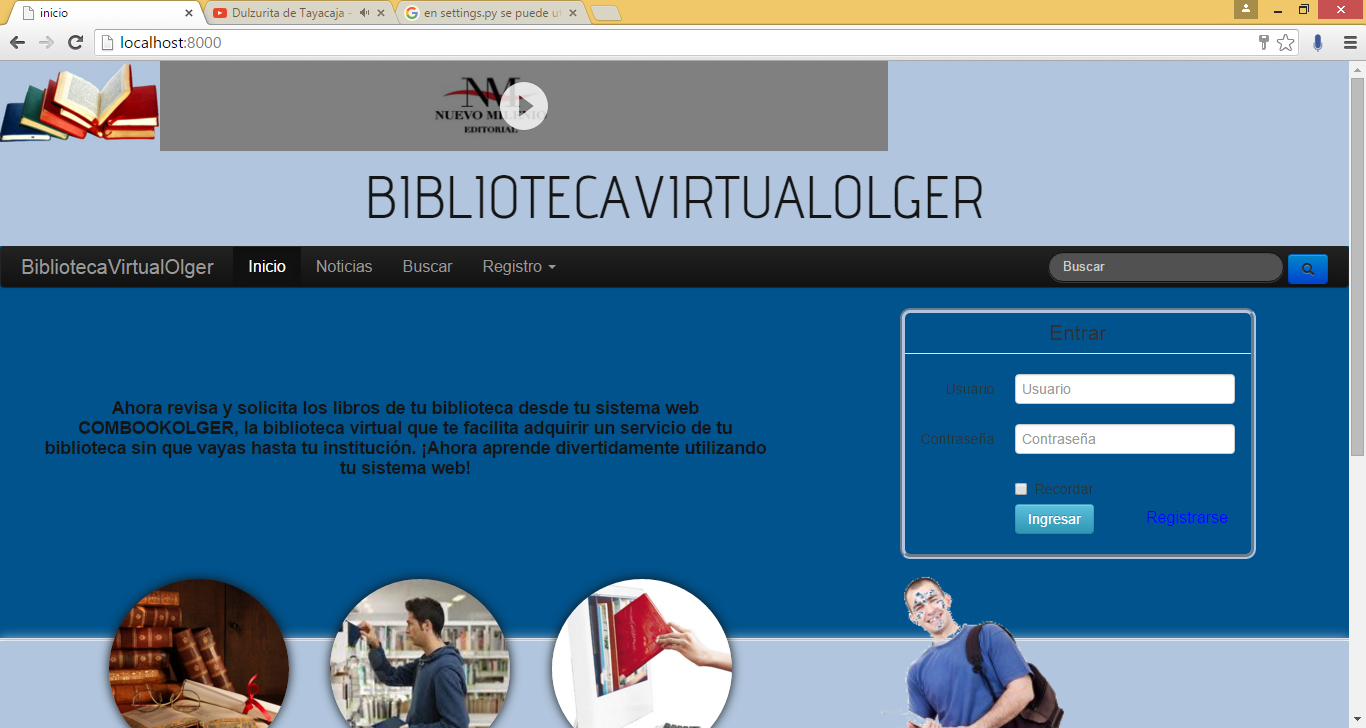 inicio
Dulzurita de Tayacaja -
en settings.py se puede ut
localhost:8000
NM
NUEVO MILENIO
EDITORIAL
BIBLIOTECAVIRTUALOLGER
BibliotecaVirtualOlger Inicio Noticias Buscar Registro Buscar
Entrar
Usuario Usuario
Contraseña Contraseña
Recordar
Ingresar Registrarse
Ahora revisa y solicita los libros de tu biblioteca desde tu sistema web
COMBOOKOLGER, la biblioteca virtual que te facilita adquirir un servicio de tu
biblioteca sin que vayas hasta tu institución. ¡Ahora aprende divertidamente utilizando
tu sistema web!